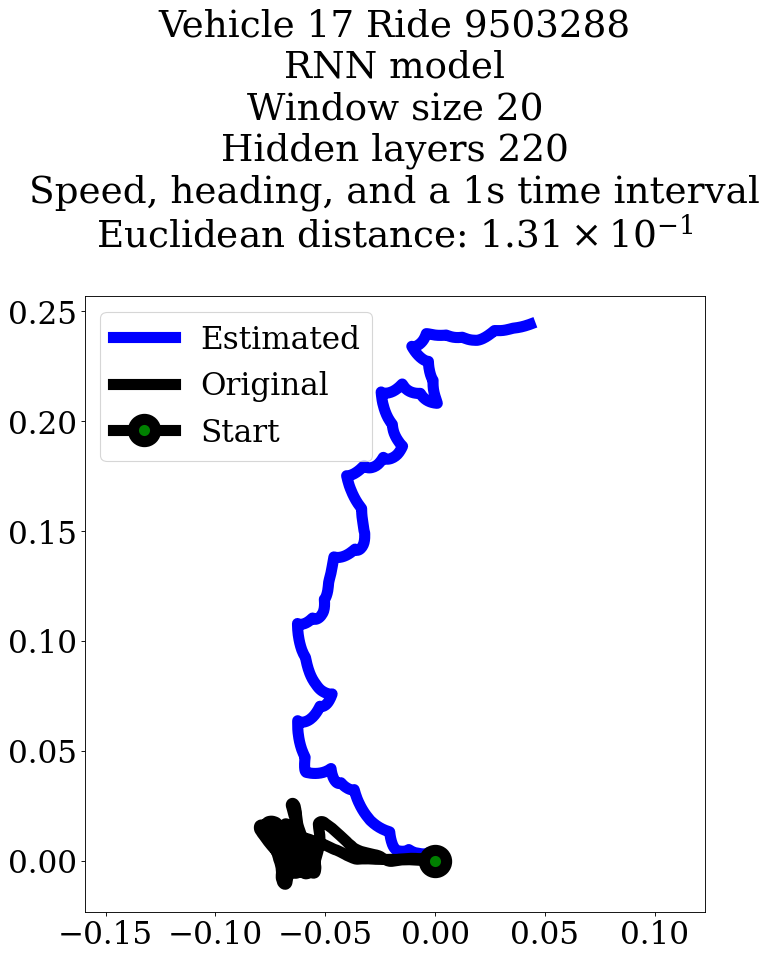 Vehicle 17 Ride 9503288
RNN model
Window size 20
Hidden layers 220
Speed, heading, and a 1s time interval
Euclidean distance: 1.31 × 10⁻¹
Estimated
Original
Start
0.25
0.20
0.15
0.10
0.05
0.00
−0.15 −0.10 −0.05 0.00 0.05 0.10